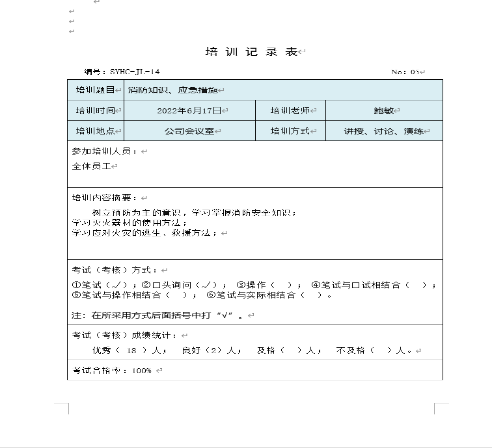 培 训 记 录 表
编号：SYHC-JL-14 No：05
培训题目 消防知识、应急措施
培训时间 2022年6月17日 培训老师 鲍敏
培训地点 公司会议室 培训方式 讲授、讨论、演练
参加培训人员：
全体员工
培训内容摘要：
树立预防为主的意识，学习掌握消防安全知识；
学习灭火器材的使用方法；
学习应对火灾的逃生、救援方法；
考试（考核）方式：
①笔试（√）；②口头询问（√）； ③操作（ ）； ④笔试与口试相结合（ ）；
⑤笔试与操作相结合（ ）； ⑥笔试与实际相结合（ ）。
注：在所采用方式后面括号中打“√”。
考试（考核）成绩统计：
优秀（ 18 ）人， 良好（2）人， 及格（ ）人， 不及格（ ）人。
考试合格率：100%